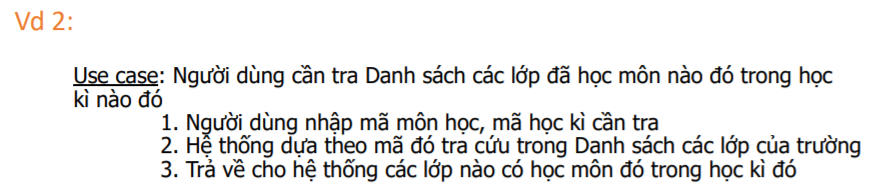 Vd 2:
Use case: Người dùng cần tra Danh sách các lớp đã học môn nào đó trong học
kì nào đó
1. Người dùng nhập mã môn học, mã học kì cần tra
2. Hệ thống dựa theo mã đó tra cứu trong Danh sách các lớp của trường
3. Trả về cho hệ thống các lớp nào có học môn đó trong học kì đó